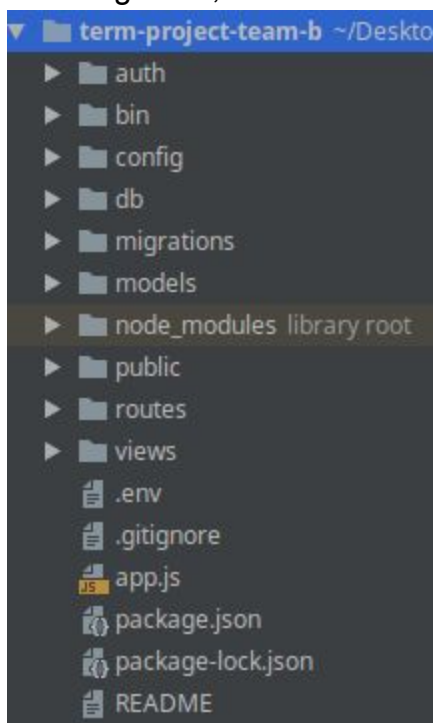 term-project-team-b ~/Deskto
auth
bin
config
db
migrations
models
node_modules library root
public
routes
views
.env
.gitignore
JS app.js
package.json
package-lock.json
README